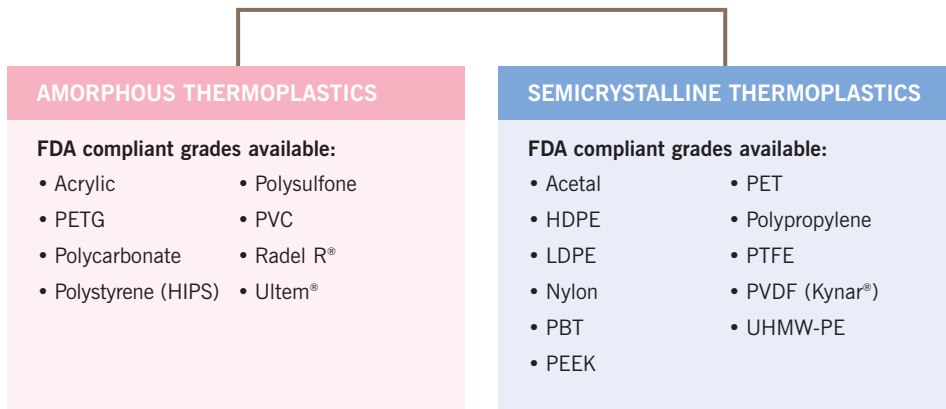 AMORPHOUS THERMOPLASTICS
FDA compliant grades available:
• Acrylic
• PETG
• Polycarbonate
• Polystyrene (HIPS)
• Polysulfone
• PVC
• Radel R®
• Ultem®
SEMICRYSTALLINE THERMOPLASTICS
FDA compliant grades available:
• Acetal
• HDPE
• LDPE
• Nylon
• PBT
• PEEK
• PET
• Polypropylene
• PTFE
• PVDF (Kynar®)
• UHMW-PE